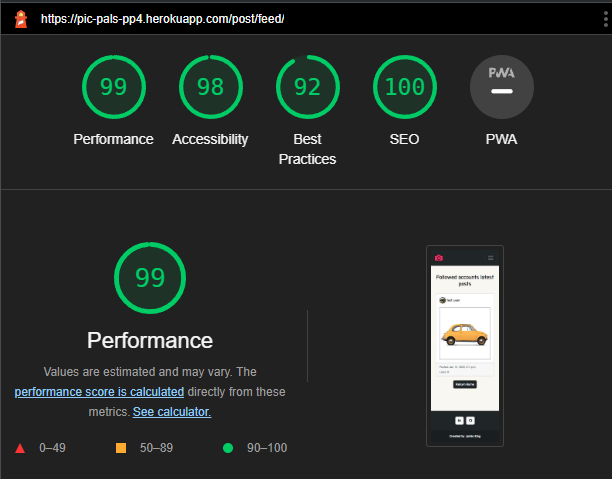 https://pic-pals-pp4.herokuapp.com/post/feed/
99
98
92
100
PWA
Performance
Accessibility
Best
Practices
SEO
PWA
99
Performance
Values are estimated and may vary. The
performance score is calculated directly from these
metrics. See calculator.
0–49
50–89
90–100
Followed accounts latest
posts
Return Home
Created by